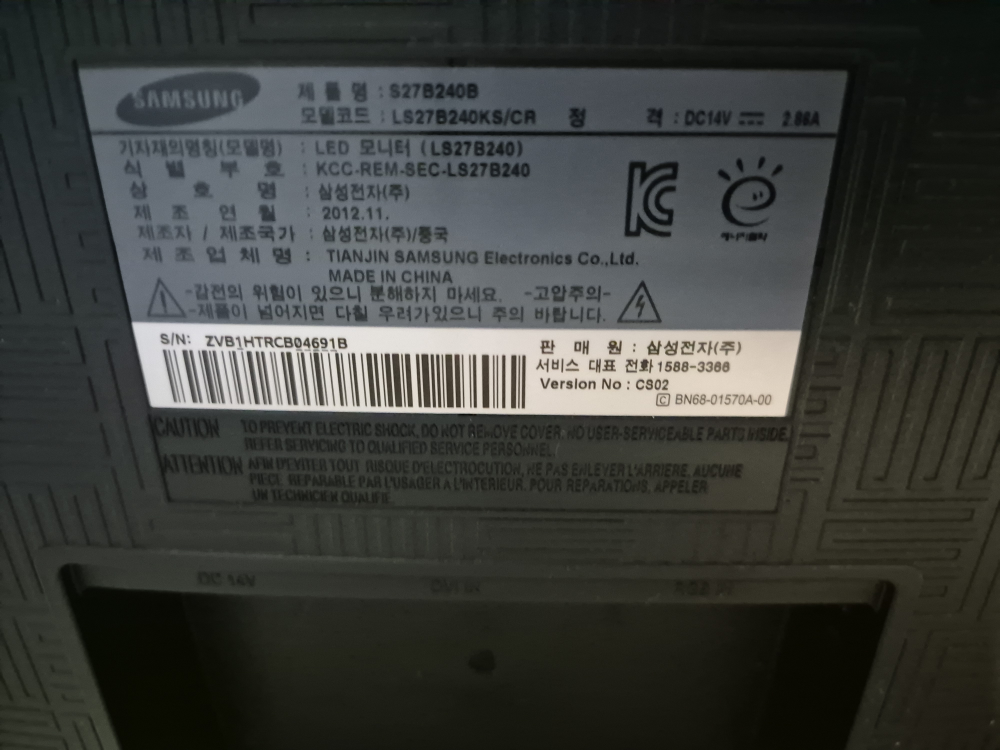 SAMSUNG
제 품 명 : S27B240B
모델코드 : LS27B240KS/CR 정 격 : DC14V 2.86A
기자재의명칭(모델명) : LED 모니터 (LS27B240)
식 별 부 호 : KCC-REM-SEC-LS27B240
상 호 명 : 삼성전자(주)
제 조 연 월 : 2012.11.
제조자 / 제조국가 : 삼성전자(주)/중국
제 조 업 체 명 : TIANJIN SAMSUNG Electronics Co.,Ltd.
MADE IN CHINA
-감전의 위험이 있으니 분해하지 마세요. -고압주의-
-제품이 넘어지면 다칠 우려가있으니 주의 바랍니다.
S/N: ZVB1HTRCB04691B
판 매 원 : 삼성전자(주)
서비스 대표 전화 1588-3366
Version No : CS02
C BN68-01570A-00
CAUTION TO PREVENT ELECTRIC SHOCK, DO NOT REMOVE COVER. NO USER-SERVICEABLE PARTS INSIDE.
REFER SERVICING TO QUALIFIED SERVICE PERSONNEL.
ATTENTION AFIN D'EVITER TOUT RISQUE D'ELECTROCUTION, NE PAS ENLEVER L'ARRIERE. AUCUNE
PIECE REPARABLE PAR L'USAGER A L'INTERIEUR. POUR REPARATIONS, APPELER
UN TECHNICIEN QUALIFIE
DC 14V DVI IN